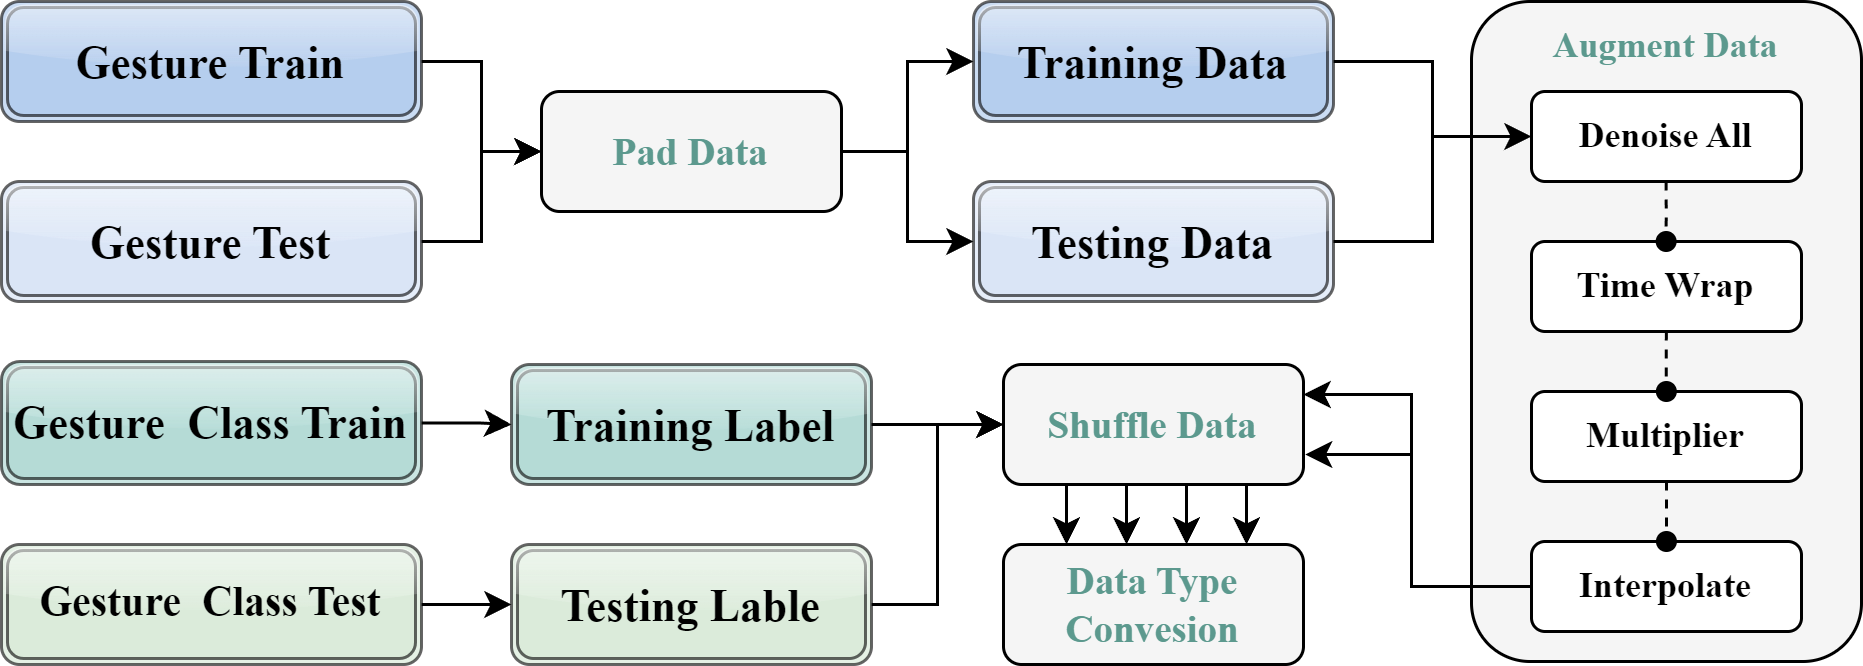 Gesture Train
Gesture Test
Pad Data
Training Data
Testing Data
Augment Data
Denoise All
Time Wrap
Multiplier
Interpolate
Gesture  Class Train
Training Label
Shuffle Data
Gesture  Class Test
Testing Lable
Data Type
Convesion